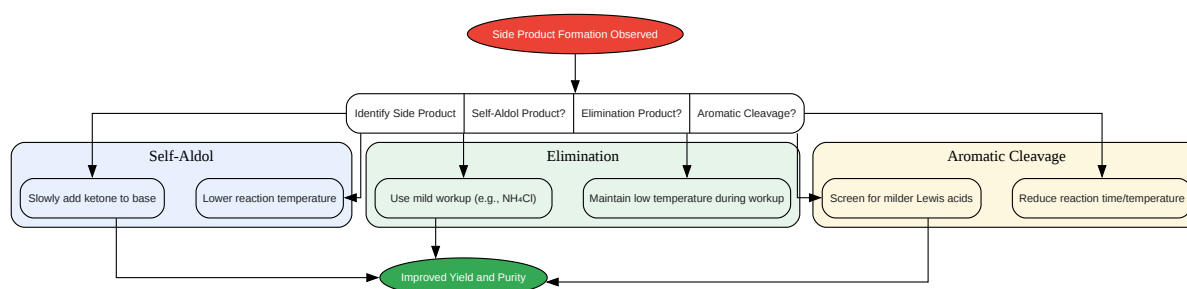 Side Product Formation Observed
Identify Side Product
Self-Aldol Product?
Elimination Product?
Aromatic Cleavage?
Self-Aldol
Elimination
Aromatic Cleavage
Slowly add ketone to base
Lower reaction temperature
Use mild workup (e.g., NH₄Cl)
Maintain low temperature during workup
Screen for milder Lewis acids
Reduce reaction time/temperature
Improved Yield and Purity